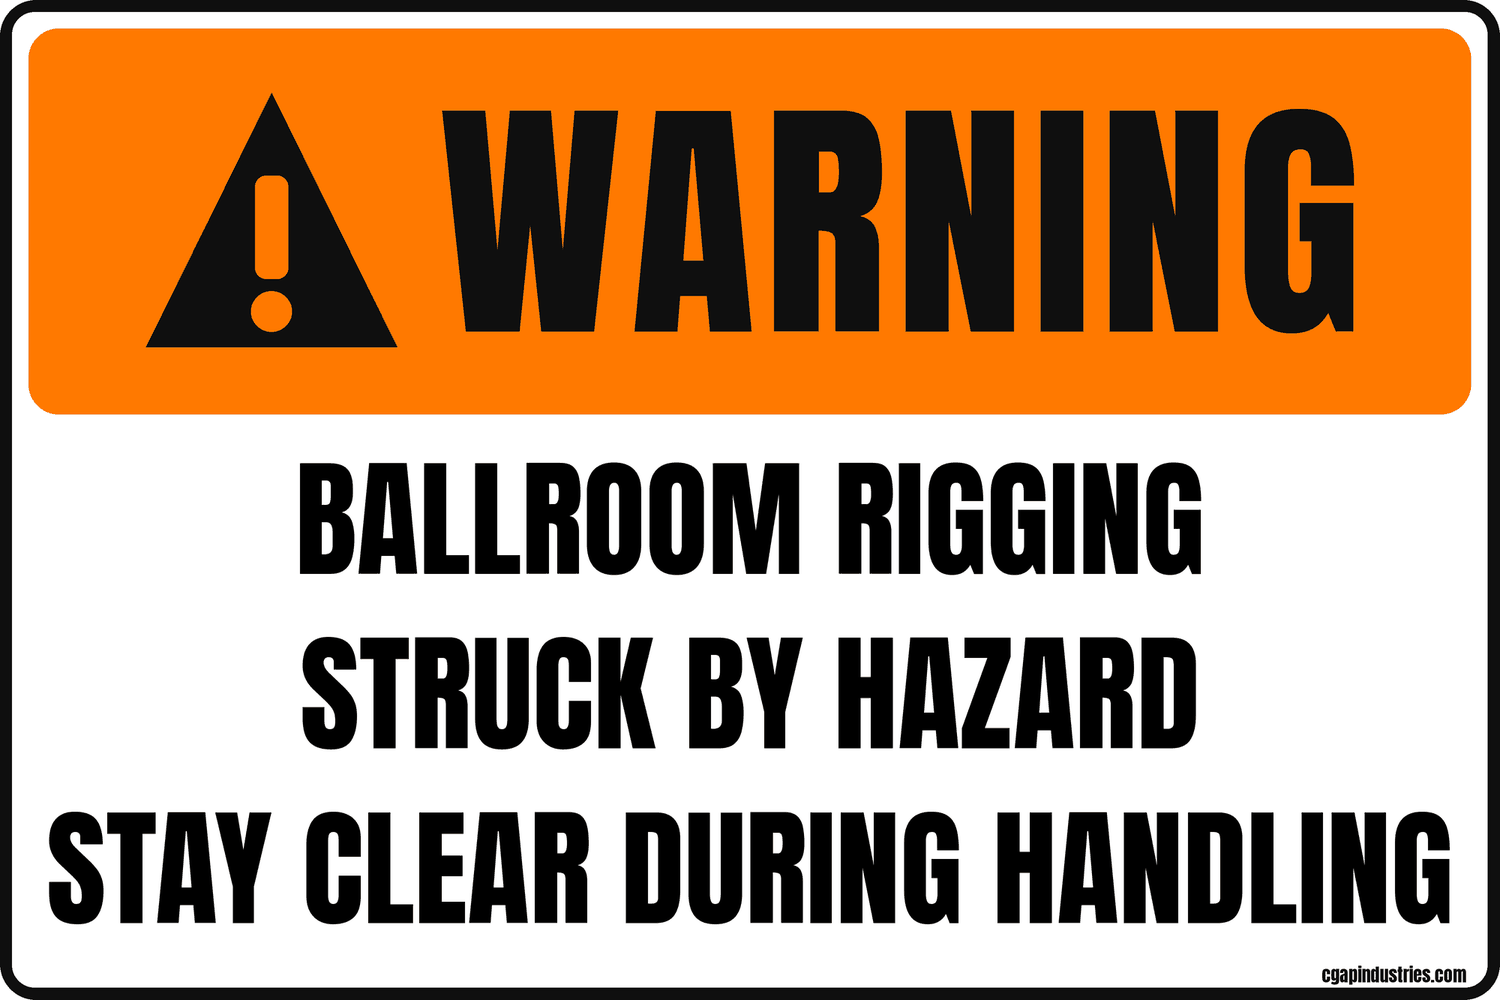 WARNING
BALLROOM RIGGING
STRUCK BY HAZARD
STAY CLEAR DURING HANDLING
cgapindustries.com